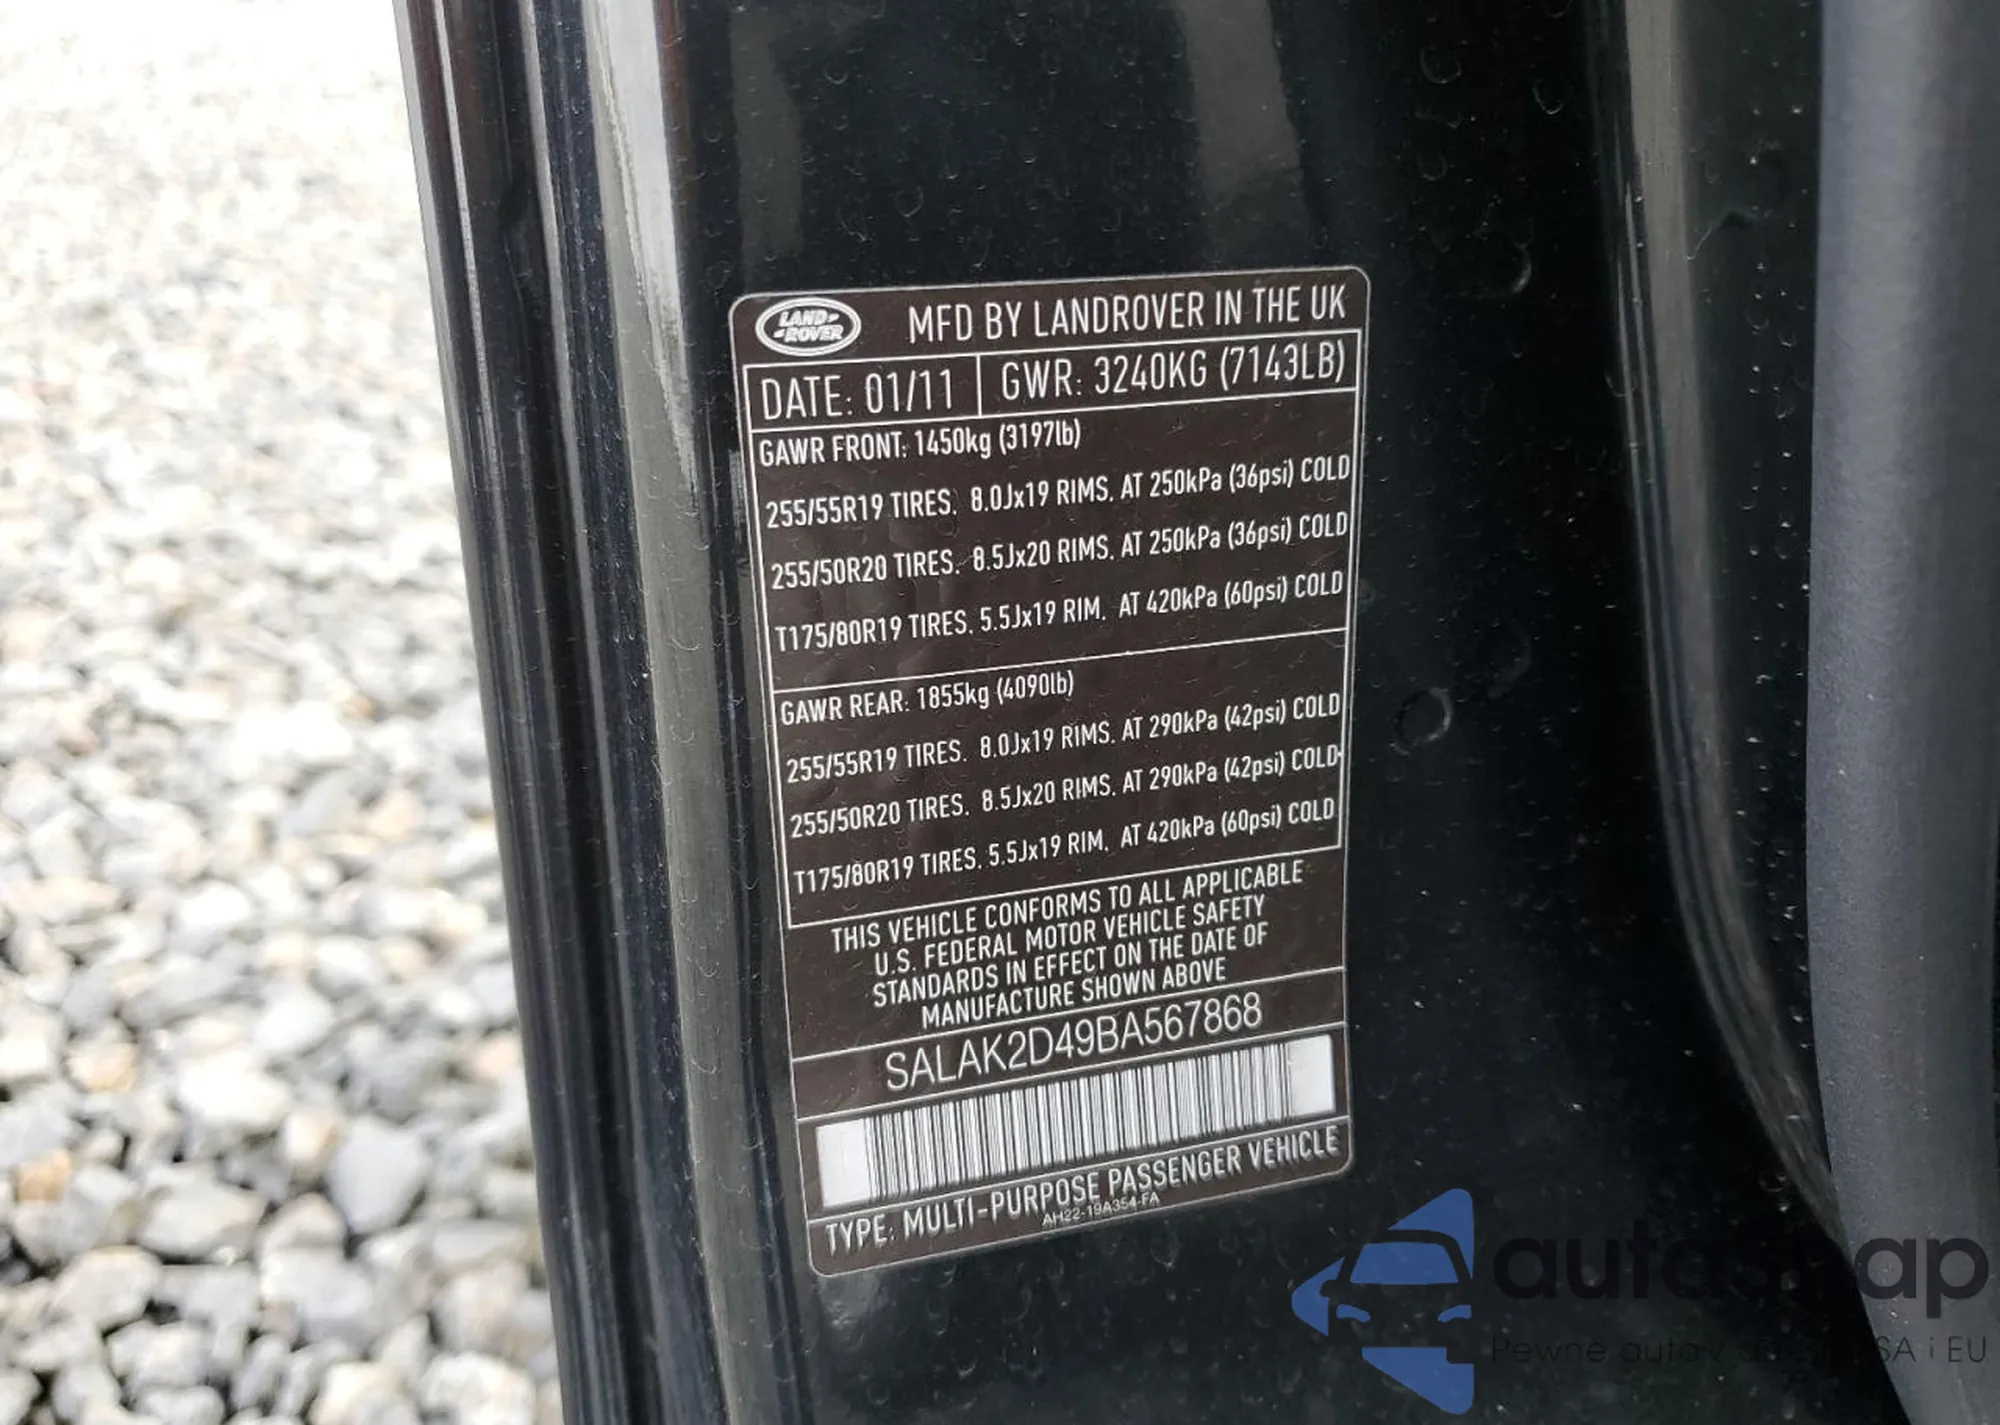 LAND-
-ROVER
MFD BY LANDROVER IN THE UK
DATE: 01/11 GWR: 3240KG (7143LB)
GAWR FRONT: 1450kg (3197lb)
255/55R19 TIRES. 8.0Jx19 RIMS. AT 250kPa (36psi) COLD
255/50R20 TIRES. 8.5Jx20 RIMS. AT 250kPa (36psi) COLD
T175/80R19 TIRES. 5.5Jx19 RIM. AT 420kPa (60psi) COLD
GAWR REAR: 1855kg (4090lb)
255/55R19 TIRES. 8.0Jx19 RIMS. AT 290kPa (42psi) COLD
255/50R20 TIRES. 8.5Jx20 RIMS. AT 290kPa (42psi) COLD
T175/80R19 TIRES. 5.5Jx19 RIM. AT 420kPa (60psi) COLD
THIS VEHICLE CONFORMS TO ALL APPLICABLE
U.S. FEDERAL MOTOR VEHICLE SAFETY
STANDARDS IN EFFECT ON THE DATE OF
MANUFACTURE SHOWN ABOVE
SALAK2D49BA567868
TYPE: MULTI-PURPOSE PASSENGER VEHICLE
AH22-19A354-FA
autasnap
Pewne auto z USA i EU